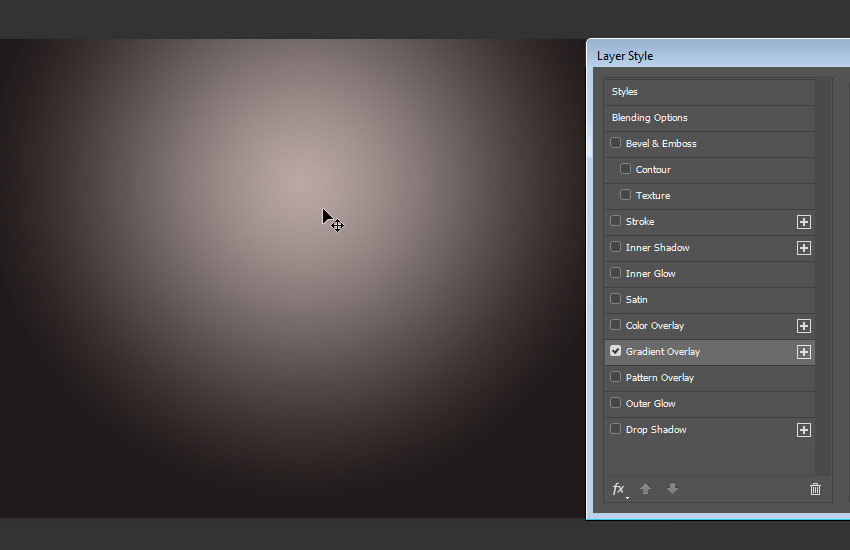 Layer Style
Styles
Blending Options
Bevel & Emboss
Contour
Texture
Stroke
Inner Shadow
Inner Glow
Satin
Color Overlay
Gradient Overlay
Pattern Overlay
Outer Glow
Drop Shadow
fx